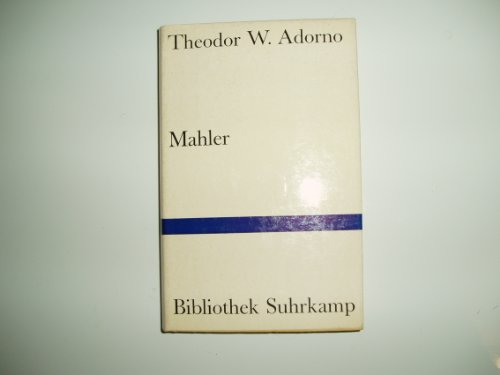 Theodor W. Adorno
Mahler
Bibliothek Suhrkamp